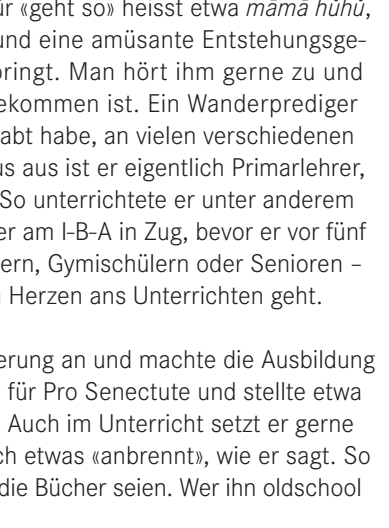 ür «geht so» heisst etwa mǎmǎ hūhū,
und eine amüsante Entstehungsge-
bringt. Man hört ihm gerne zu und
ekommen ist. Ein Wanderprediger
abt habe, an vielen verschiedenen
us aus ist er eigentlich Primarlehrer,
So unterrichtete er unter anderem
er am I-B-A in Zug, bevor er vor fünf
ern, Gymischülern oder Senioren –
Herzen ans Unterrichten geht.
erung an und machte die Ausbildung
für Pro Senectute und stellte etwa
Auch im Unterricht setzt er gerne
ch etwas «anbrennt», wie er sagt. So
die Bücher seien. Wer ihn oldschool